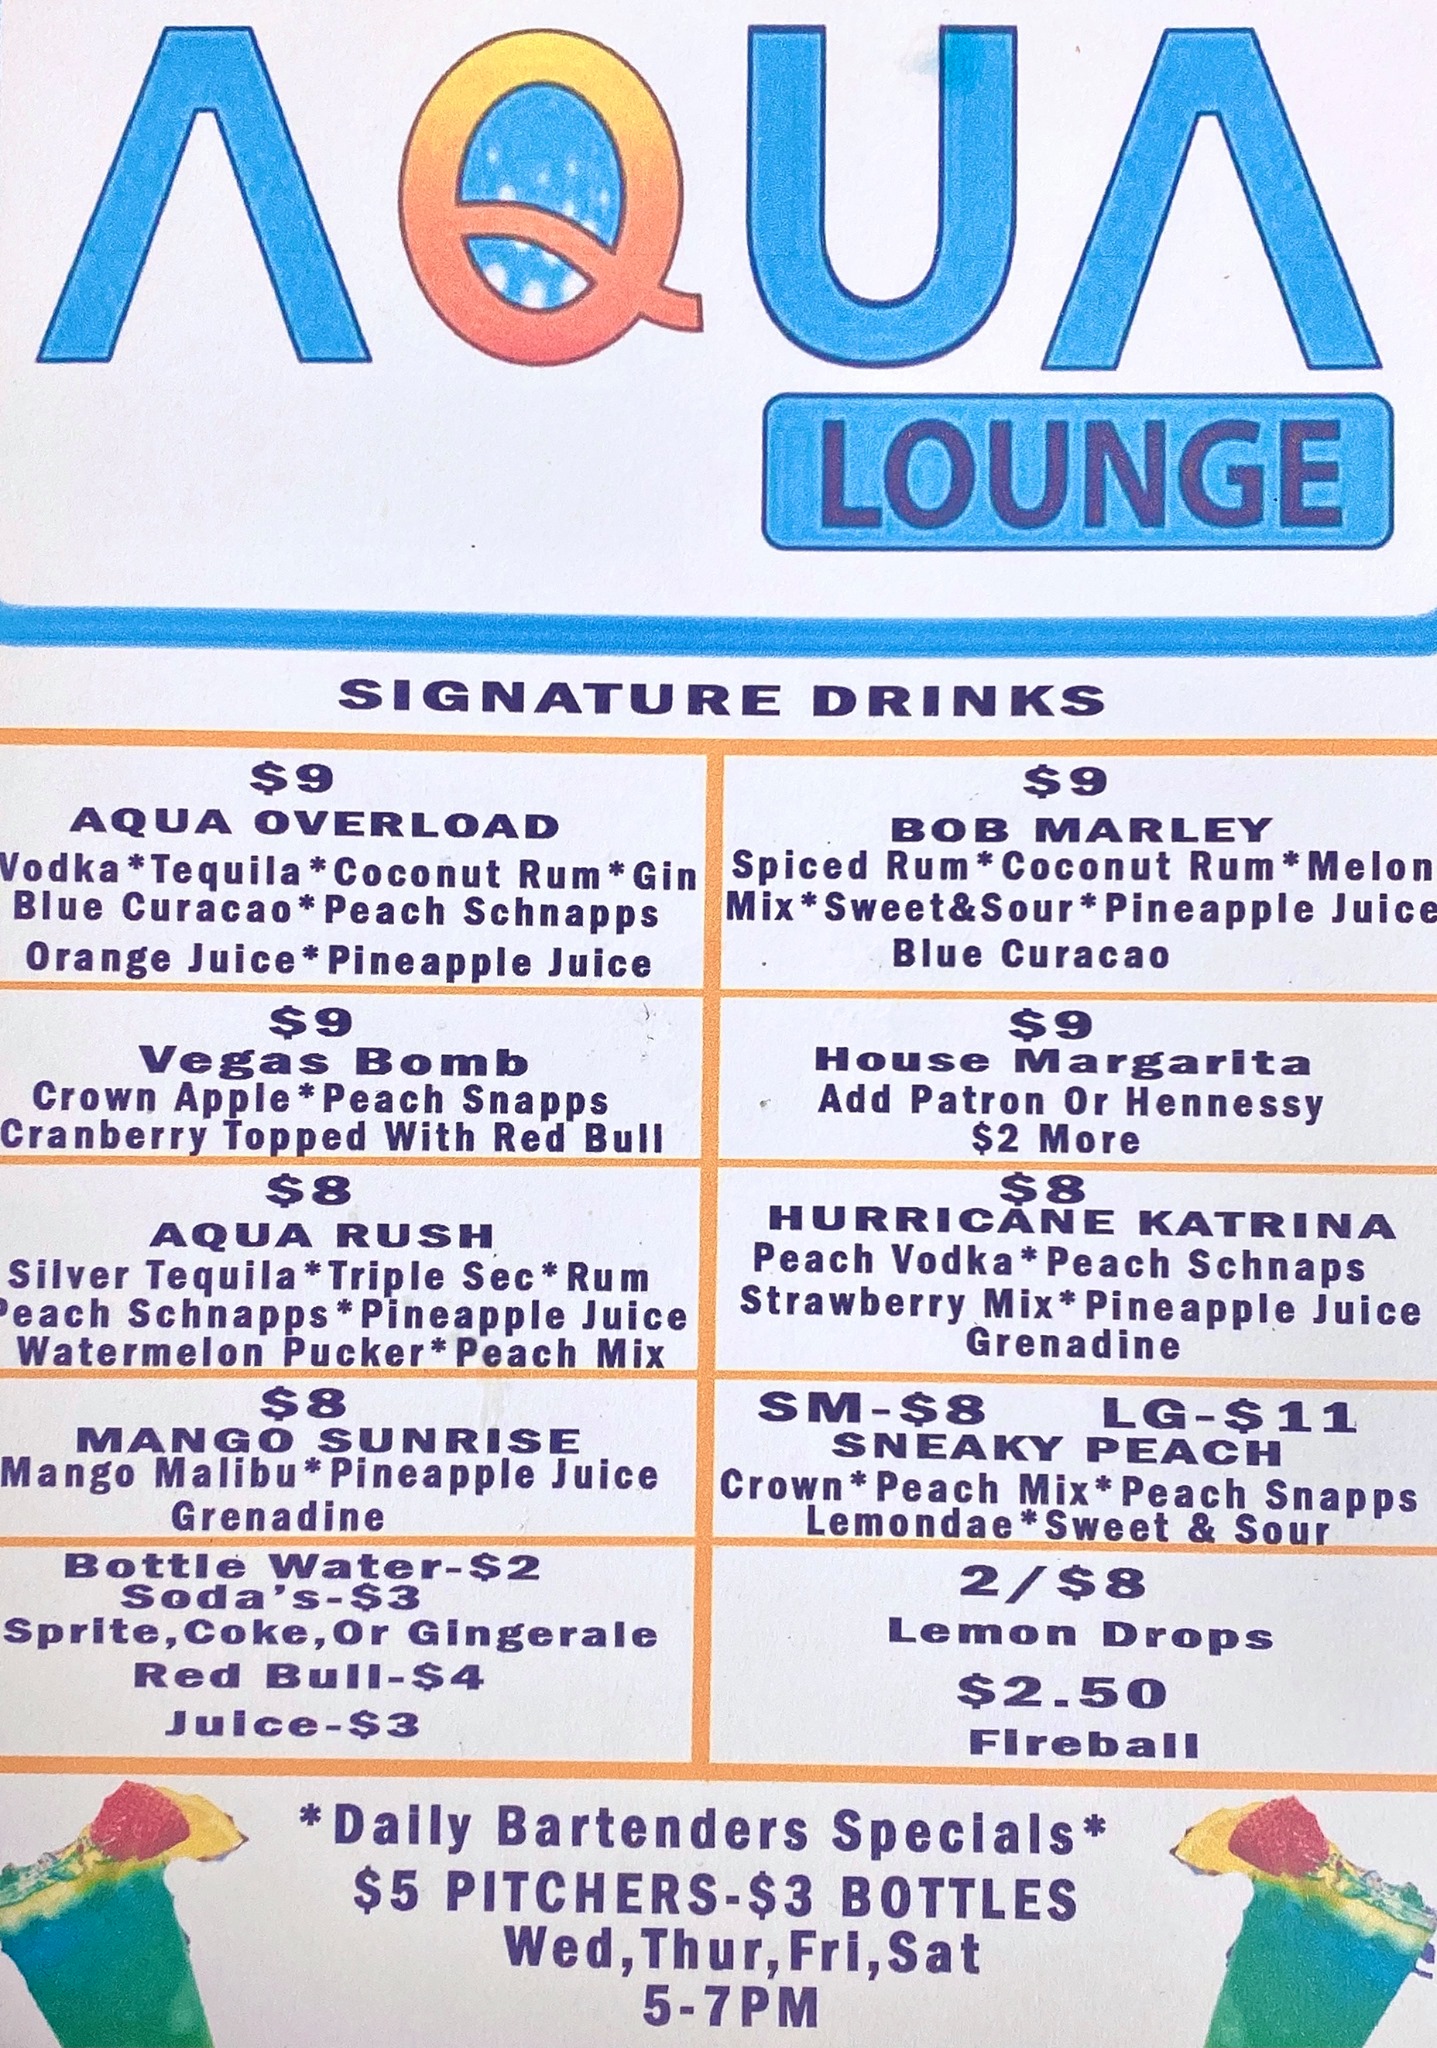 AQUA
LOUNGE
SIGNATURE DRINKS
$9
AQUA OVERLOAD
Vodka*Tequila*Coconut Rum*Gin
Blue Curacao*Peach Schnapps
Orange Juice*Pineapple Juice
$9
BOB MARLEY
Spiced Rum*Coconut Rum*Melon
Mix*Sweet&Sour*Pineapple Juice
Blue Curacao
$9
Vegas Bomb
Crown Apple*Peach Snapps
Cranberry Topped With Red Bull
$9
House Margarita
Add Patron Or Hennessy
$2 More
$8
AQUA RUSH
Silver Tequila*Triple Sec*Rum
Peach Schnapps*Pineapple Juice
Watermelon Pucker*Peach Mix
$8
HURRICANE KATRINA
Peach Vodka*Peach Schnaps
Strawberry Mix*Pineapple Juice
Grenadine
$8
MANGO SUNRISE
Mango Malibu*Pineapple Juice
Grenadine
SM-$8 LG-$11
SNEAKY PEACH
Crown*Peach Mix*Peach Snapps
Lemondae*Sweet & Sour
Bottle Water-$2
Soda's-$3
Sprite,Coke,Or Gingerale
Red Bull-$4
Juice-$3
2/$8
Lemon Drops
$2.50
FIreball
*Daily Bartenders Specials*
$5 PITCHERS-$3 BOTTLES
Wed,Thur,Fri,Sat
5-7PM